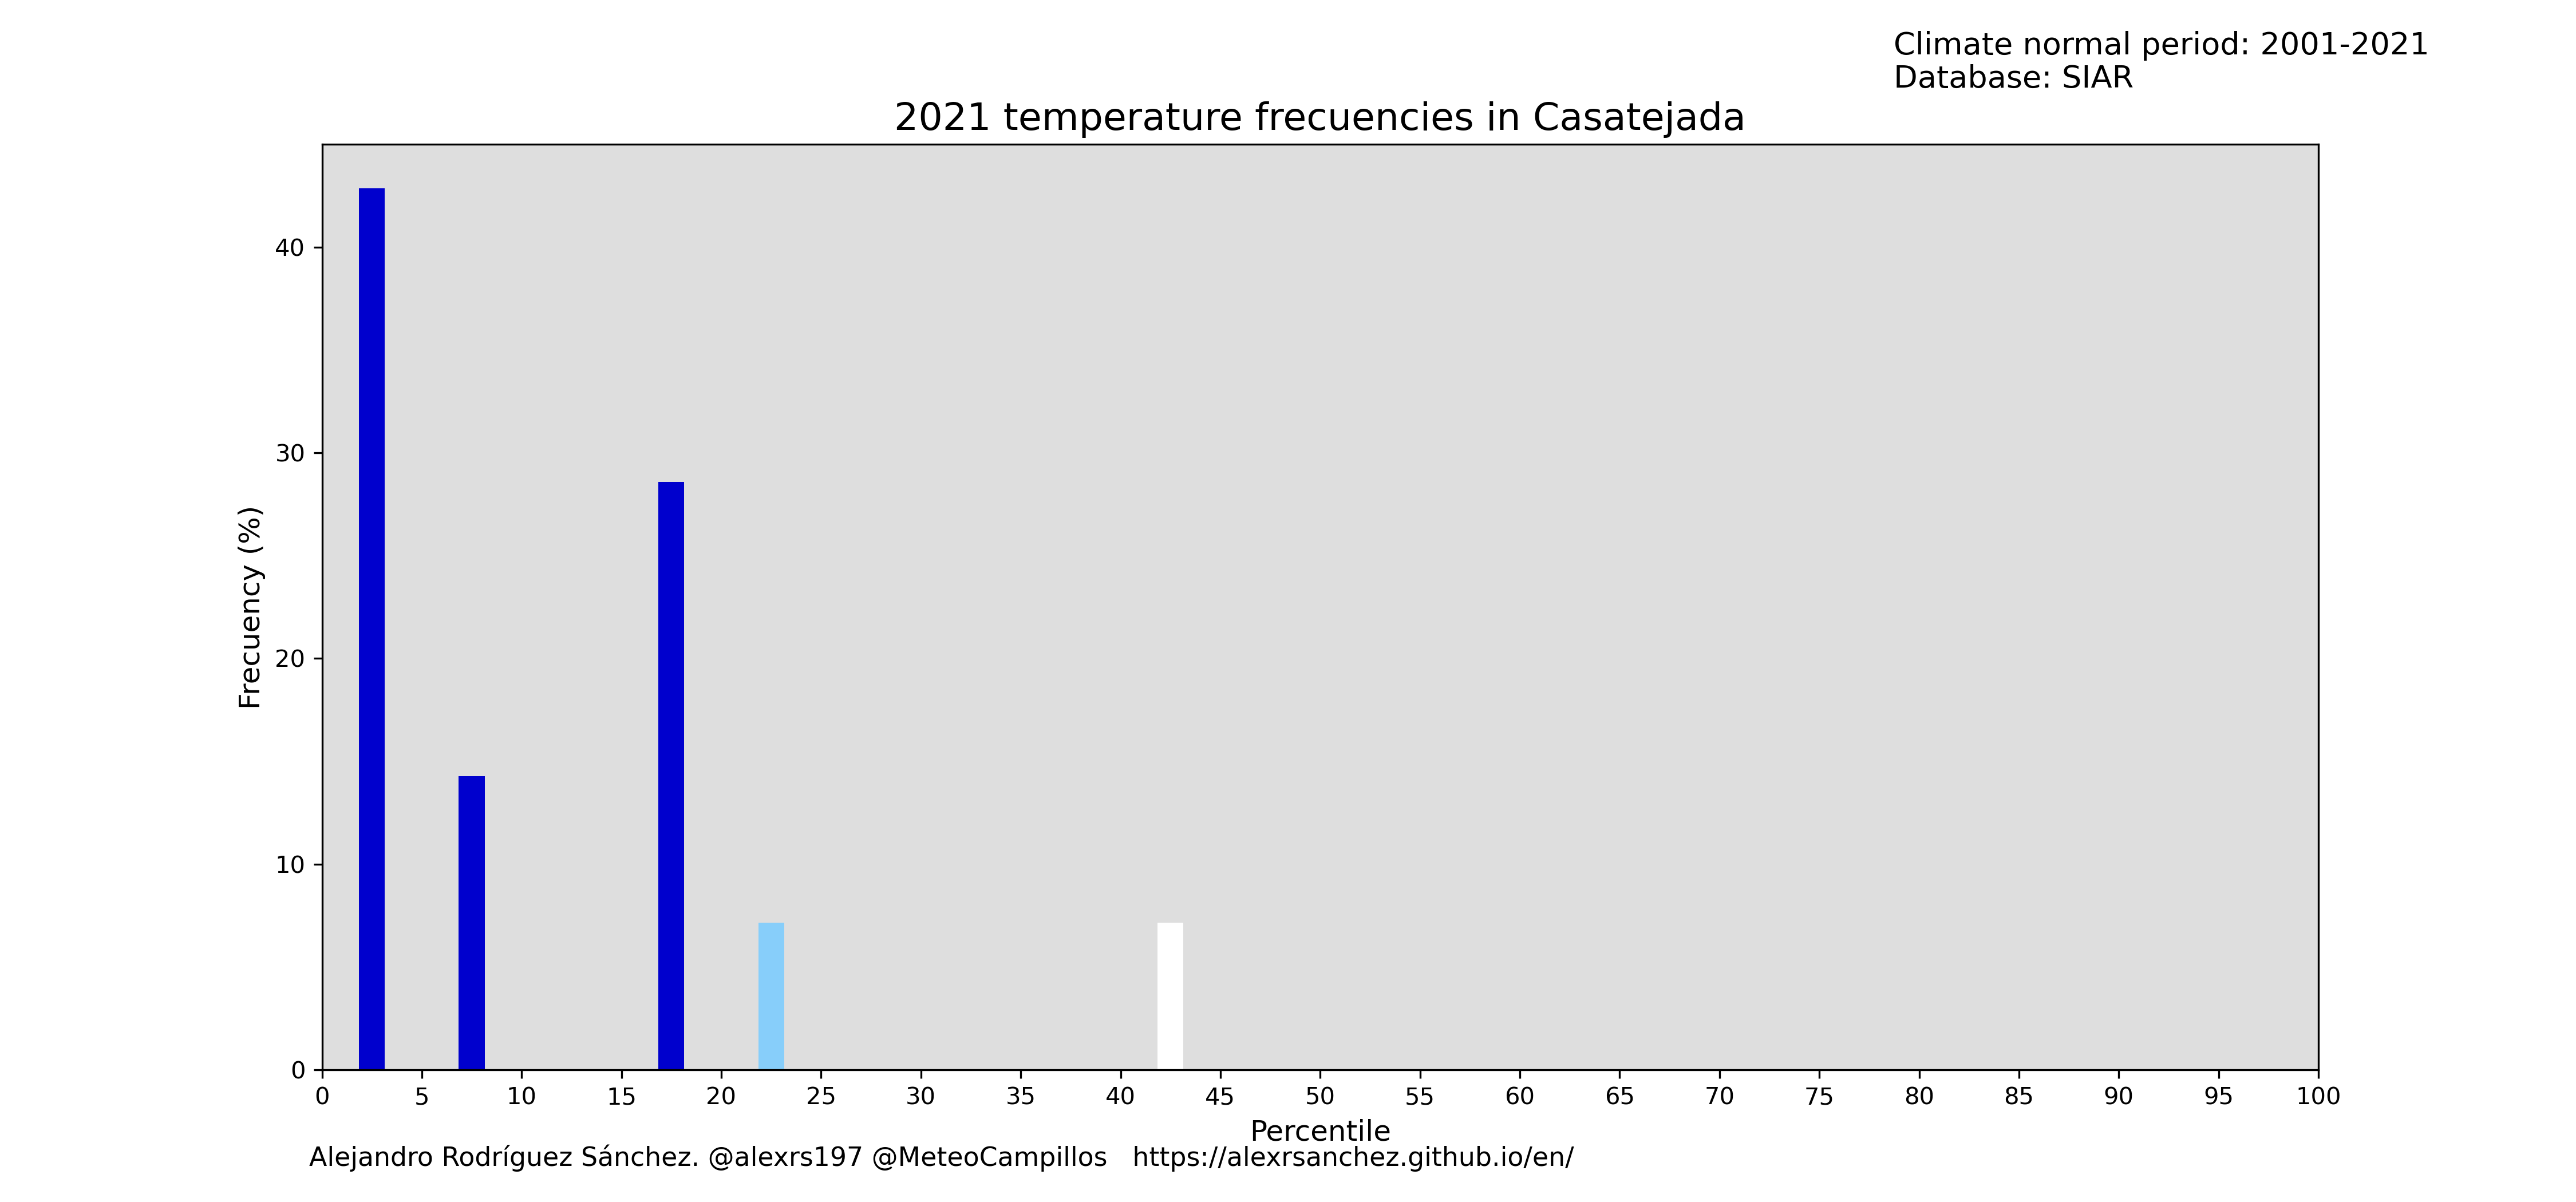 Climate normal period: 2001-2021
Database: SIAR
2021 temperature frecuencies in Casatejada
40
30
20
10
0
Frecuency (%)
0 5 10 15 20 25 30 35 40 45 50 55 60 65 70 75 80 85 90 95 100
Percentile
Alejandro Rodríguez Sánchez. @alexrs197 @MeteoCampillos https://alexrsanchez.github.io/en/